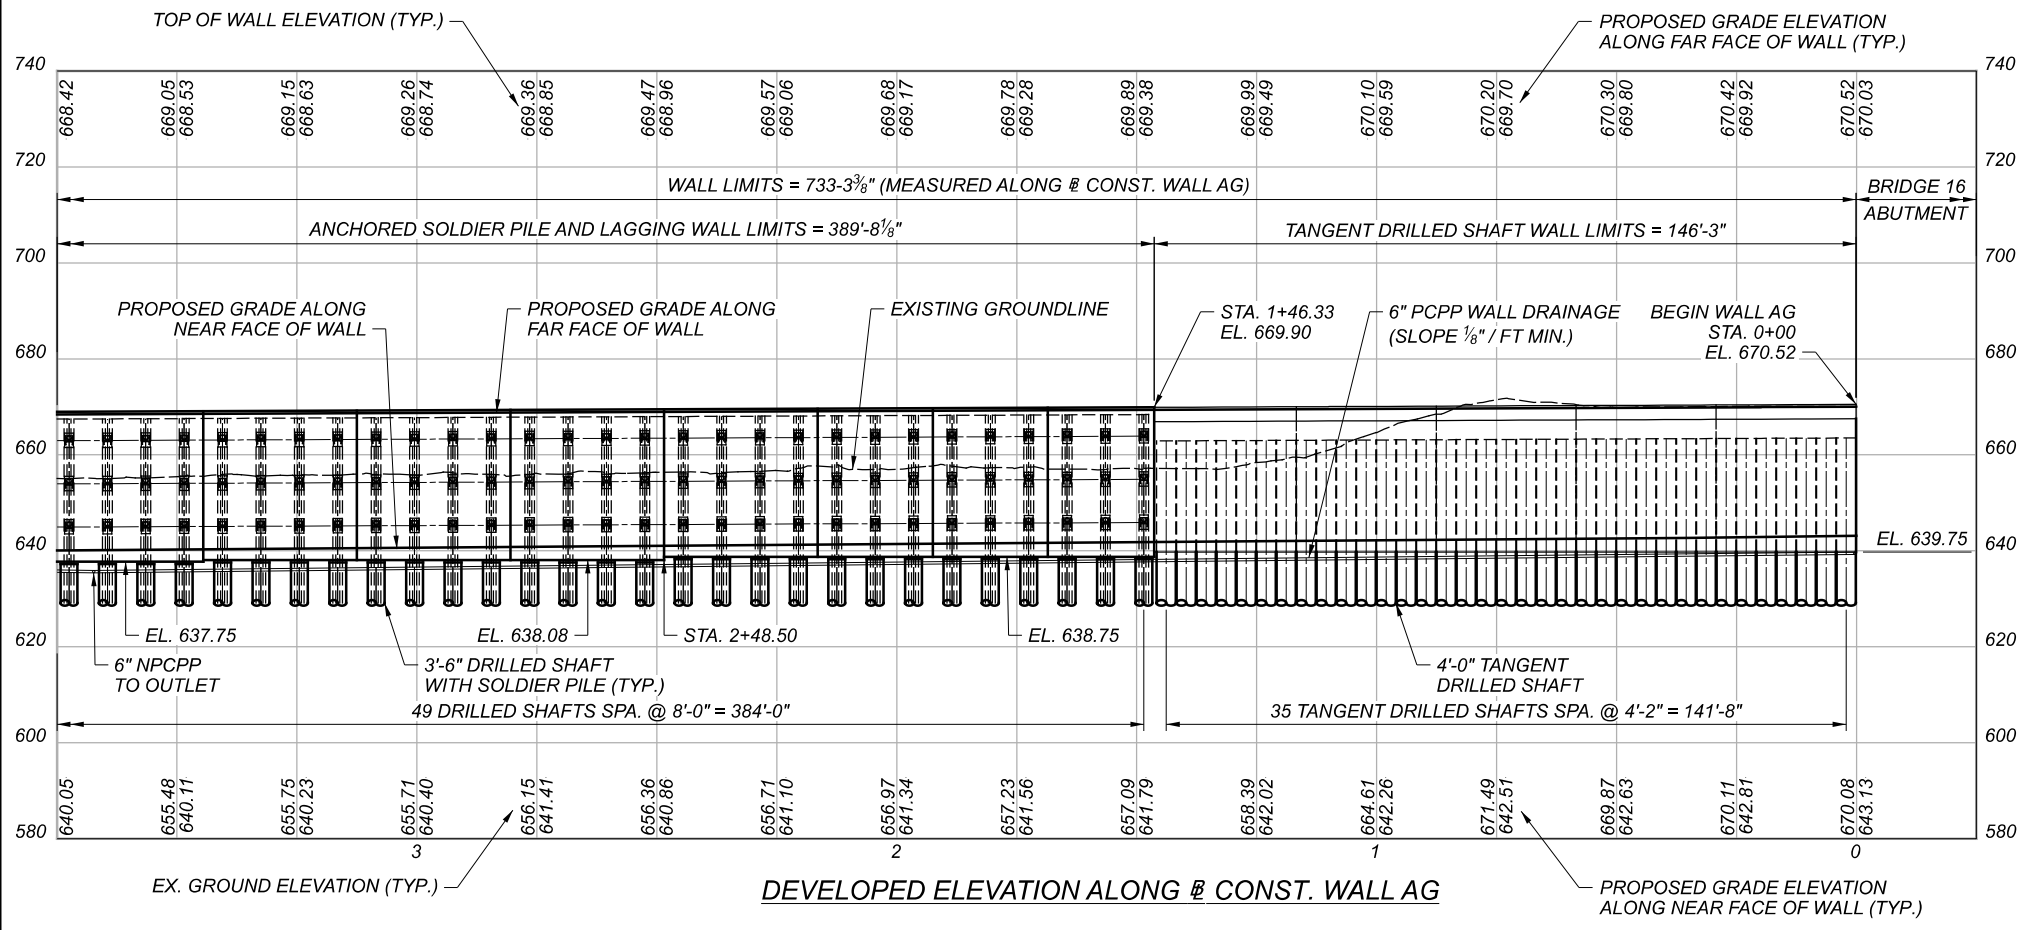 TOP OF WALL ELEVATION (TYP.)
PROPOSED GRADE ELEVATION
ALONG FAR FACE OF WALL (TYP.)
740
740
668.42
669.05
668.53
669.15
668.63
669.26
668.74
669.36
668.85
669.47
668.96
669.57
669.06
669.68
669.17
669.78
669.28
669.89
669.38
669.99
669.49
670.10
669.59
670.20
669.70
670.30
669.80
670.42
669.92
670.52
670.03
720
720
WALL LIMITS = 733-3⅜" (MEASURED ALONG ℄ CONST. WALL AG)
BRIDGE 16
ABUTMENT
ANCHORED SOLDIER PILE AND LAGGING WALL LIMITS = 389'-8⅛"
TANGENT DRILLED SHAFT WALL LIMITS = 146'-3"
700
700
PROPOSED GRADE ALONG
NEAR FACE OF WALL
PROPOSED GRADE ALONG
FAR FACE OF WALL
EXISTING GROUNDLINE
STA. 1+46.33
EL. 669.90
6" PCPP WALL DRAINAGE
(SLOPE ⅛" / FT MIN.)
BEGIN WALL AG
STA. 0+00
EL. 670.52
680
680
660
660
640
640
EL. 639.75
EL. 637.75
EL. 638.08
STA. 2+48.50
EL. 638.75
620
620
6" NPCPP
TO OUTLET
3'-6" DRILLED SHAFT
WITH SOLDIER PILE (TYP.)
4'-0" TANGENT
DRILLED SHAFT
49 DRILLED SHAFTS SPA. @ 8'-0" = 384'-0"
35 TANGENT DRILLED SHAFTS SPA. @ 4'-2" = 141'-8"
600
600
640.05
655.48
640.11
655.75
640.23
655.71
640.40
656.15
641.41
656.36
640.86
656.71
641.10
656.97
641.34
657.23
641.56
657.09
641.79
658.39
642.02
664.61
642.26
671.49
642.51
669.87
642.63
670.11
642.81
670.08
643.13
580
580
3
2
1
0
EX. GROUND ELEVATION (TYP.)
DEVELOPED ELEVATION ALONG ℄ CONST. WALL AG
PROPOSED GRADE ELEVATION
ALONG NEAR FACE OF WALL (TYP.)